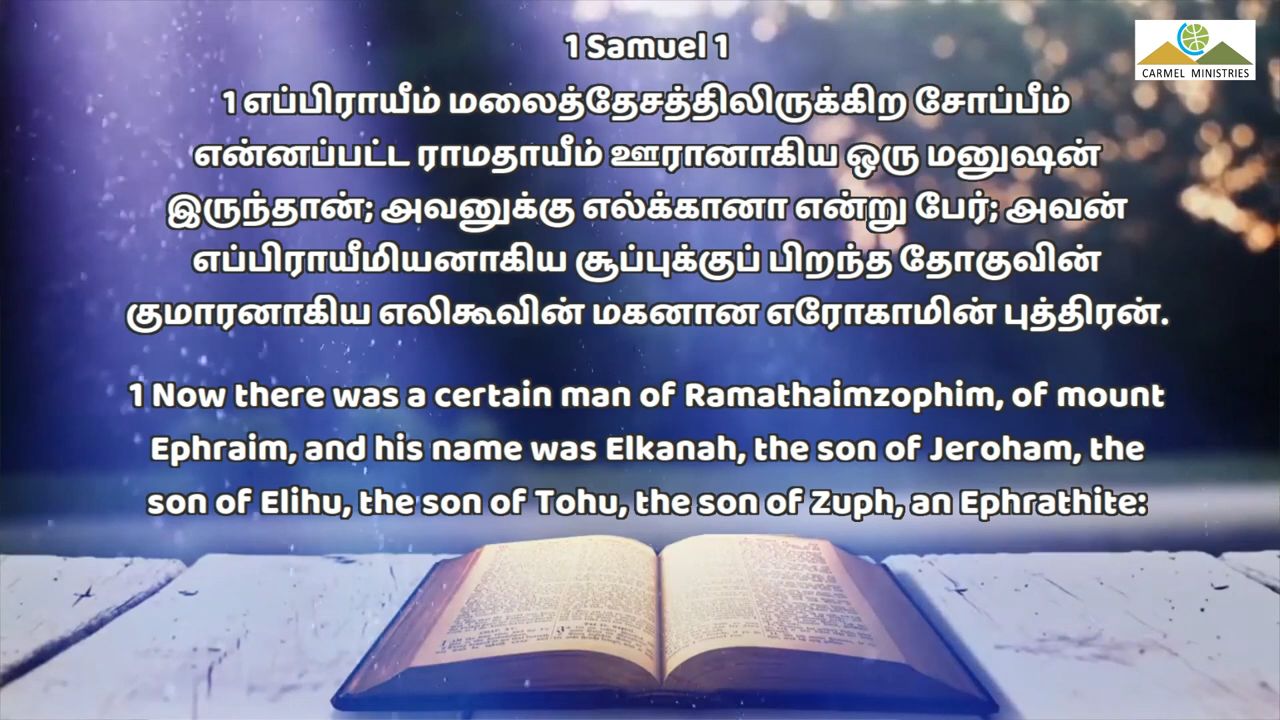 1 Samuel 1
CARMEL MINISTRIES
1 எப்பிராயீம் மலைத்தேசத்திலிருக்கிற சோப்பீம்
என்னப்பட்ட ராமதாயீம் ஊரானாகிய ஒரு மனுஷன்
இருந்தான்; அவனுக்கு எல்க்கானா என்று பேர்; அவன்
எப்பிராயீமியனாகிய சூப்புக்குப் பிறந்த தோகுவின்
குமாரனாகிய எலிகூவின் மகனான எரோகாமின் புத்திரன்.
1 Now there was a certain man of Ramathaimzophim, of mount
Ephraim, and his name was Elkanah, the son of Jeroham, the
son of Elihu, the son of Tohu, the son of Zuph, an Ephrathite: